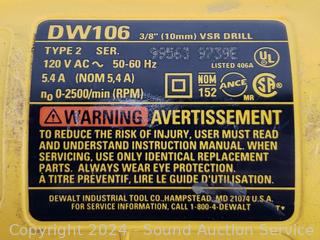 DW106 3/8" (10mm) VSR DRILL
TYPE 2 SER. 99563 9739E
120 V AC ~ 50-60 Hz LISTED 406A
5.4 A (NOM 5,4 A) NOM ANCE
n₀ 0-2500/min (RPM) 152 MR
WARNING AVERTISSEMENT
TO REDUCE THE RISK OF INJURY, USER MUST READ
AND UNDERSTAND INSTRUCTION MANUAL. WHEN
SERVICING, USE ONLY IDENTICAL REPLACEMENT
PARTS. ALWAYS WEAR EYE PROTECTION.
À TITRE PRÉVENTIF, LIRE LE GUIDE D'UTILISATION.
DEWALT INDUSTRIAL TOOL CO.,HAMPSTEAD, MD 21074 U.S.A.
FOR SERVICE INFORMATION, CALL 1-800-4-DEWALT
Copyright 2024, Sound Auction Service